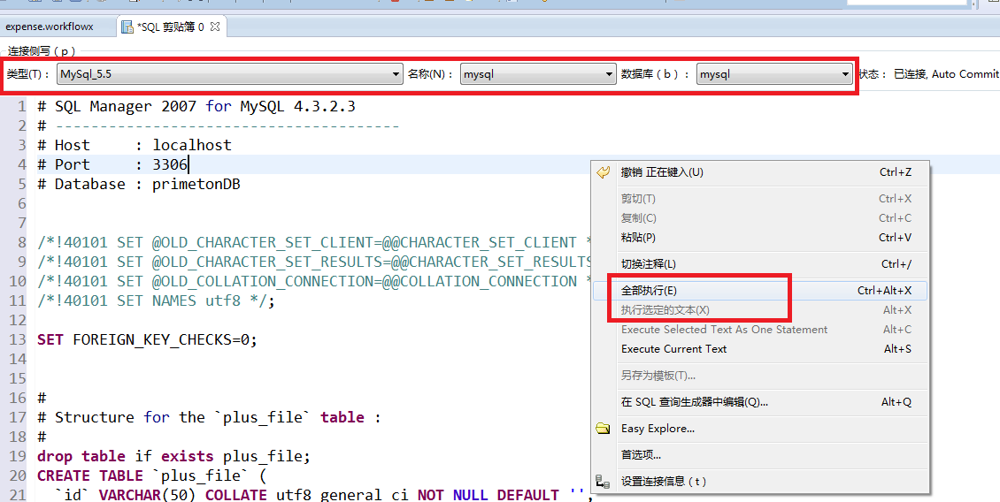 expense.workflowx
*SQL 剪贴簿 0
连接侧写 ( p )
类型(T)： MySql_5.5 名称(N)： mysql 数据库 ( b ) ： mysql 状态： 已连接, Auto Commit
1 # SQL Manager 2007 for MySQL 4.3.2.3
2 # ---------------------------------------
3 # Host : localhost
4 # Port : 3306
5 # Database : primetonDB
6
7
8 /*!40101 SET @OLD_CHARACTER_SET_CLIENT=@@CHARACTER_SET_CLIENT *
9 /*!40101 SET @OLD_CHARACTER_SET_RESULTS=@@CHARACTER_SET_RESULTS
10 /*!40101 SET @OLD_COLLATION_CONNECTION=@@COLLATION_CONNECTION *
11 /*!40101 SET NAMES utf8 */;
12
13 SET FOREIGN_KEY_CHECKS=0;
14
15
16 #
17 # Structure for the `plus_file` table :
18 #
19 drop table if exists plus_file;
20 CREATE TABLE `plus_file` (
21 `id` VARCHAR(50) COLLATE utf8_general_ci NOT NULL DEFAULT '',
撤销 正在键入(U) Ctrl+Z
剪切(T) Ctrl+X
复制(C) Ctrl+C
粘贴(P) Ctrl+V
切换注释(L) Ctrl+/
全部执行(E) Ctrl+Alt+X
执行选定的文本(X) Alt+X
Execute Selected Text As One Statement Alt+C
Execute Current Text Alt+S
另存为模板(T)...
在 SQL 查询生成器中编辑(Q)... Alt+Q
Easy Explore...
首选项...
设置连接信息 ( t )